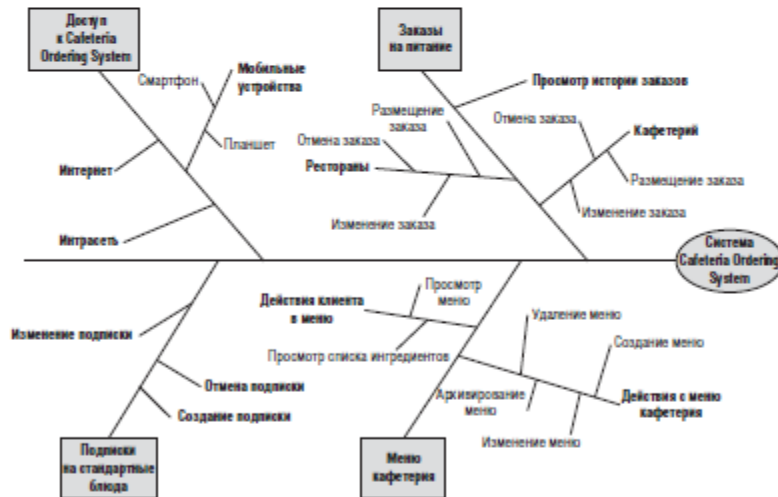 Доступ
к Cafeteria
Ordering System
Заказы
на питание
Смартфон
Мобильные
устройства
Планшет
Интернет
Интрасеть
Просмотр истории заказов
Размещение
заказа
Отмена заказа
Рестораны
Изменение заказа
Отмена заказа
Кафетерий
Размещение заказа
Изменение заказа
Система
Cafeteria Ordering
System
Изменение подписки
Отмена подписки
Создание подписки
Подписки
на стандартные
блюда
Действия клиента
в меню
Просмотр
меню
Просмотр списка ингредиентов
Удаление меню
Создание меню
Архивирование
меню
Действия с меню
кафетерия
Изменение меню
Меню
кафетерия